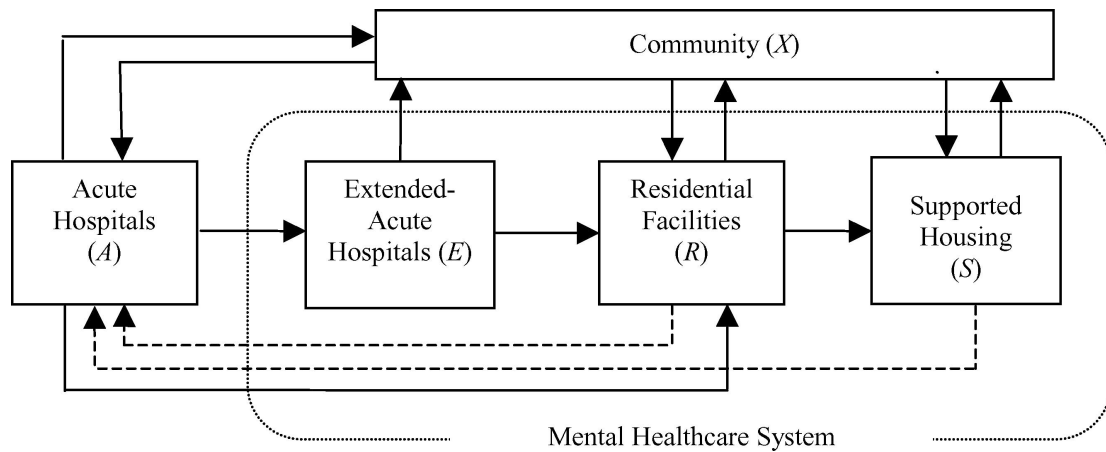 Community (X)
Acute
Hospitals
(A)
Extended-
Acute
Hospitals (E)
Residential
Facilities
(R)
Supported
Housing
(S)
Mental Healthcare System